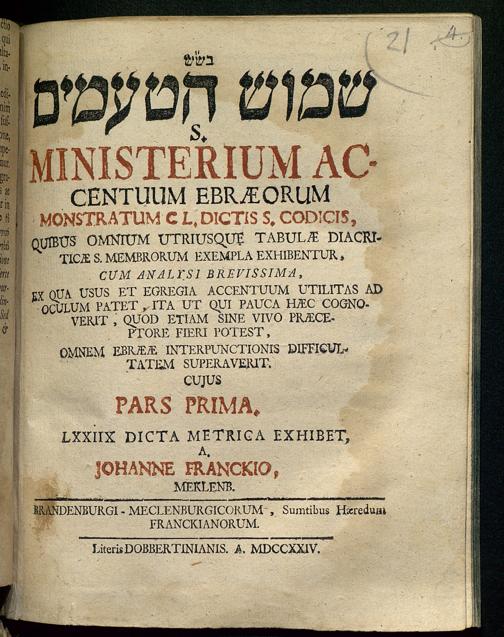 21 4.
בש״ש
שמוש הטעמים
S.
MINISTERIUM AC-
CENTUUM EBRÆORUM
MONSTRATUM C L, DICTIS S. CODICIS,
QUIBUS OMNIUM UTRIUSQUE TABULÆ DIACRI-
TICÆ S. MEMBRORUM EXEMPLA EXHIBENTUR,
CUM ANALYSI BREVISSIMA,
EX QUA USUS ET EGREGIA ACCENTUUM UTILITAS AD
OCULUM PATET, ITA UT QUI PAUCA HÆC COGNO-
VERIT, QUOD ETIAM SINE VIVO PRÆCE-
PTORE FIERI POTEST,
OMNEM EBRÆÆ INTERPUNCTIONIS DIFFICUL-
TATEM SUPERAVERIT.
CUJUS
PARS PRIMA.
LXXIIX DICTA METRICA EXHIBET,
A.
JOHANNE FRANCKIO,
MEKLENB.
BRANDENBURGI-MECLENBURGICORUM, Sumtibus Hæredum
FRANCKIANORUM.
Literis DOBBERTINIANIS. A. MDCCXXIV.